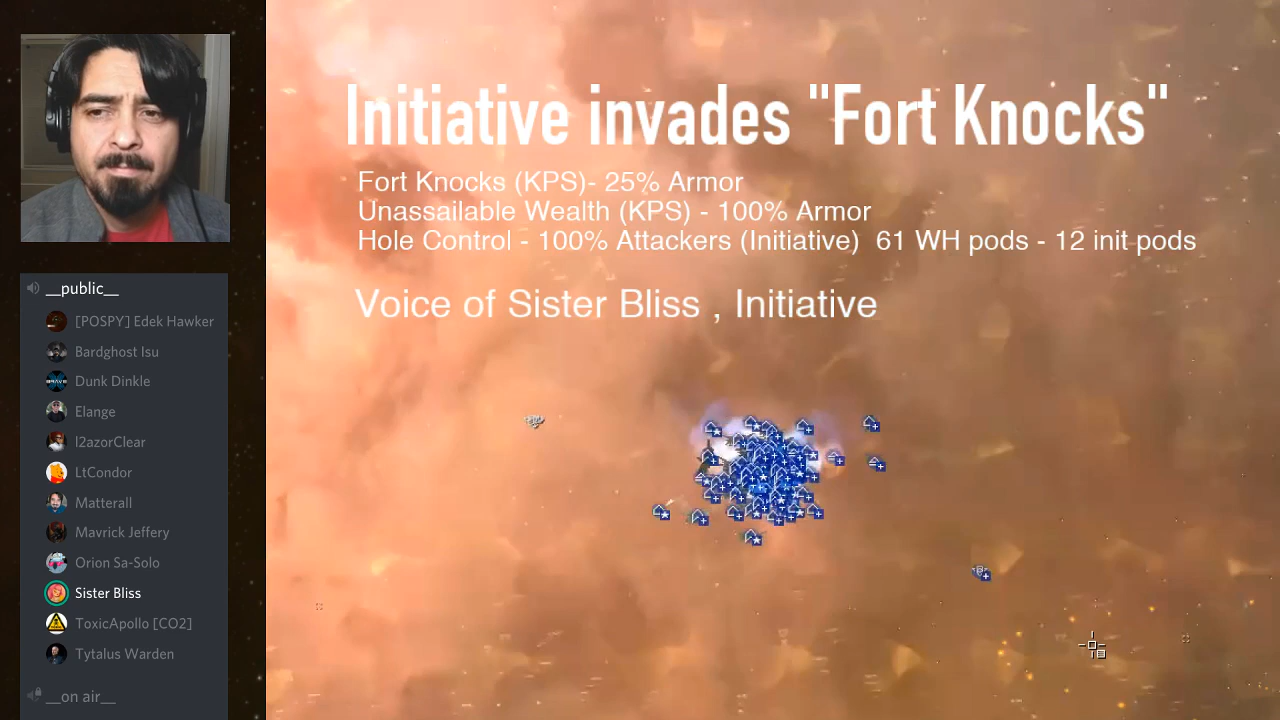 Initiative invades "Fort Knocks"
Fort Knocks (KPS)- 25% Armor
Unassailable Wealth (KPS) - 100% Armor
Hole Control - 100% Attackers (Initiative)  61 WH pods - 12 init pods
Voice of Sister Bliss , Initiative
__public__
[POSPY] Edek Hawker
Bardghost Isu
Dunk Dinkle
Elange
l2azorClear
LtCondor
Matterall
Mavrick Jeffery
Orion Sa-Solo
Sister Bliss
ToxicApollo [CO2]
Tytalus Warden
__on air__